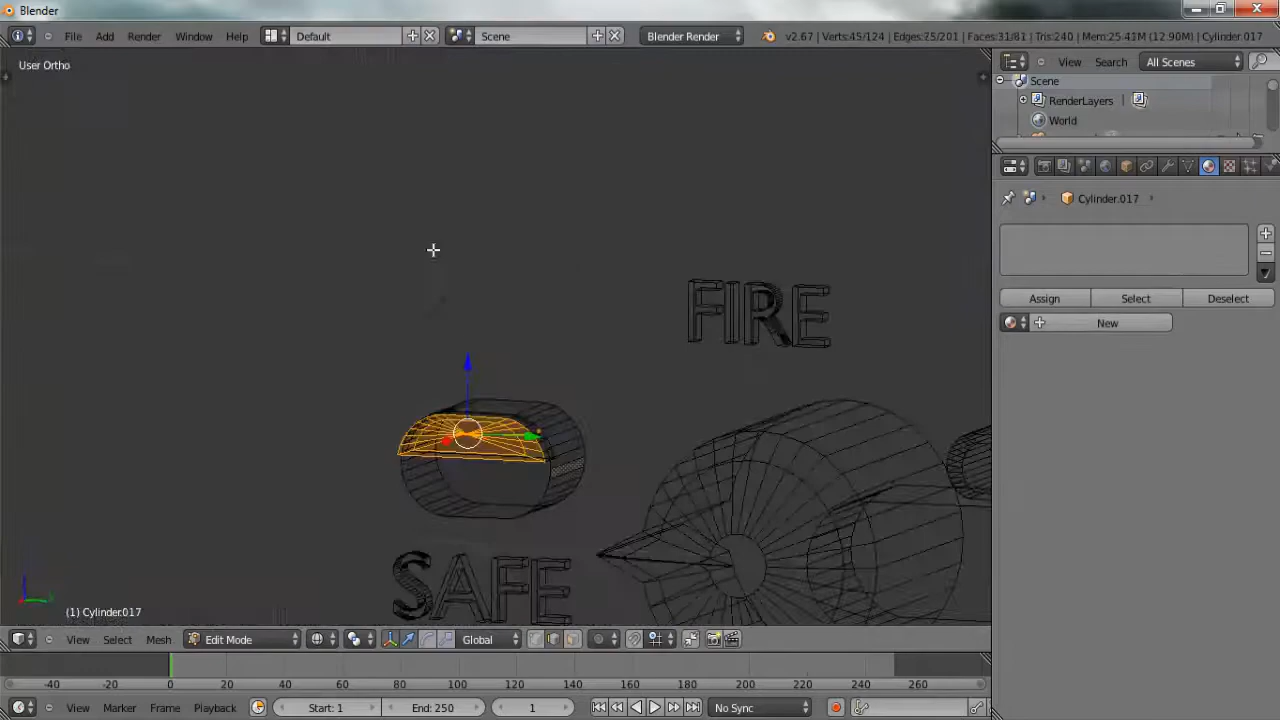 Blender
File Add Render Window Help Default Scene Blender Render v2.67 | Verts:45/124 | Edges:75/201 | Faces:31/81 | Tris:240 | Mem:25.43M (12.90M) | Cylinder.017
User Ortho
View Search All Scenes
Scene
RenderLayers
World
Cylinder.017
FIRE
Assign Select Deselect
New
SAFE
(1) Cylinder.017
View Select Mesh Edit Mode Global
-40 -20 0 20 40 60 80 100 120 140 160 180 200 220 240 260
View Marker Frame Playback Start: 1 End: 250 1 No Sync